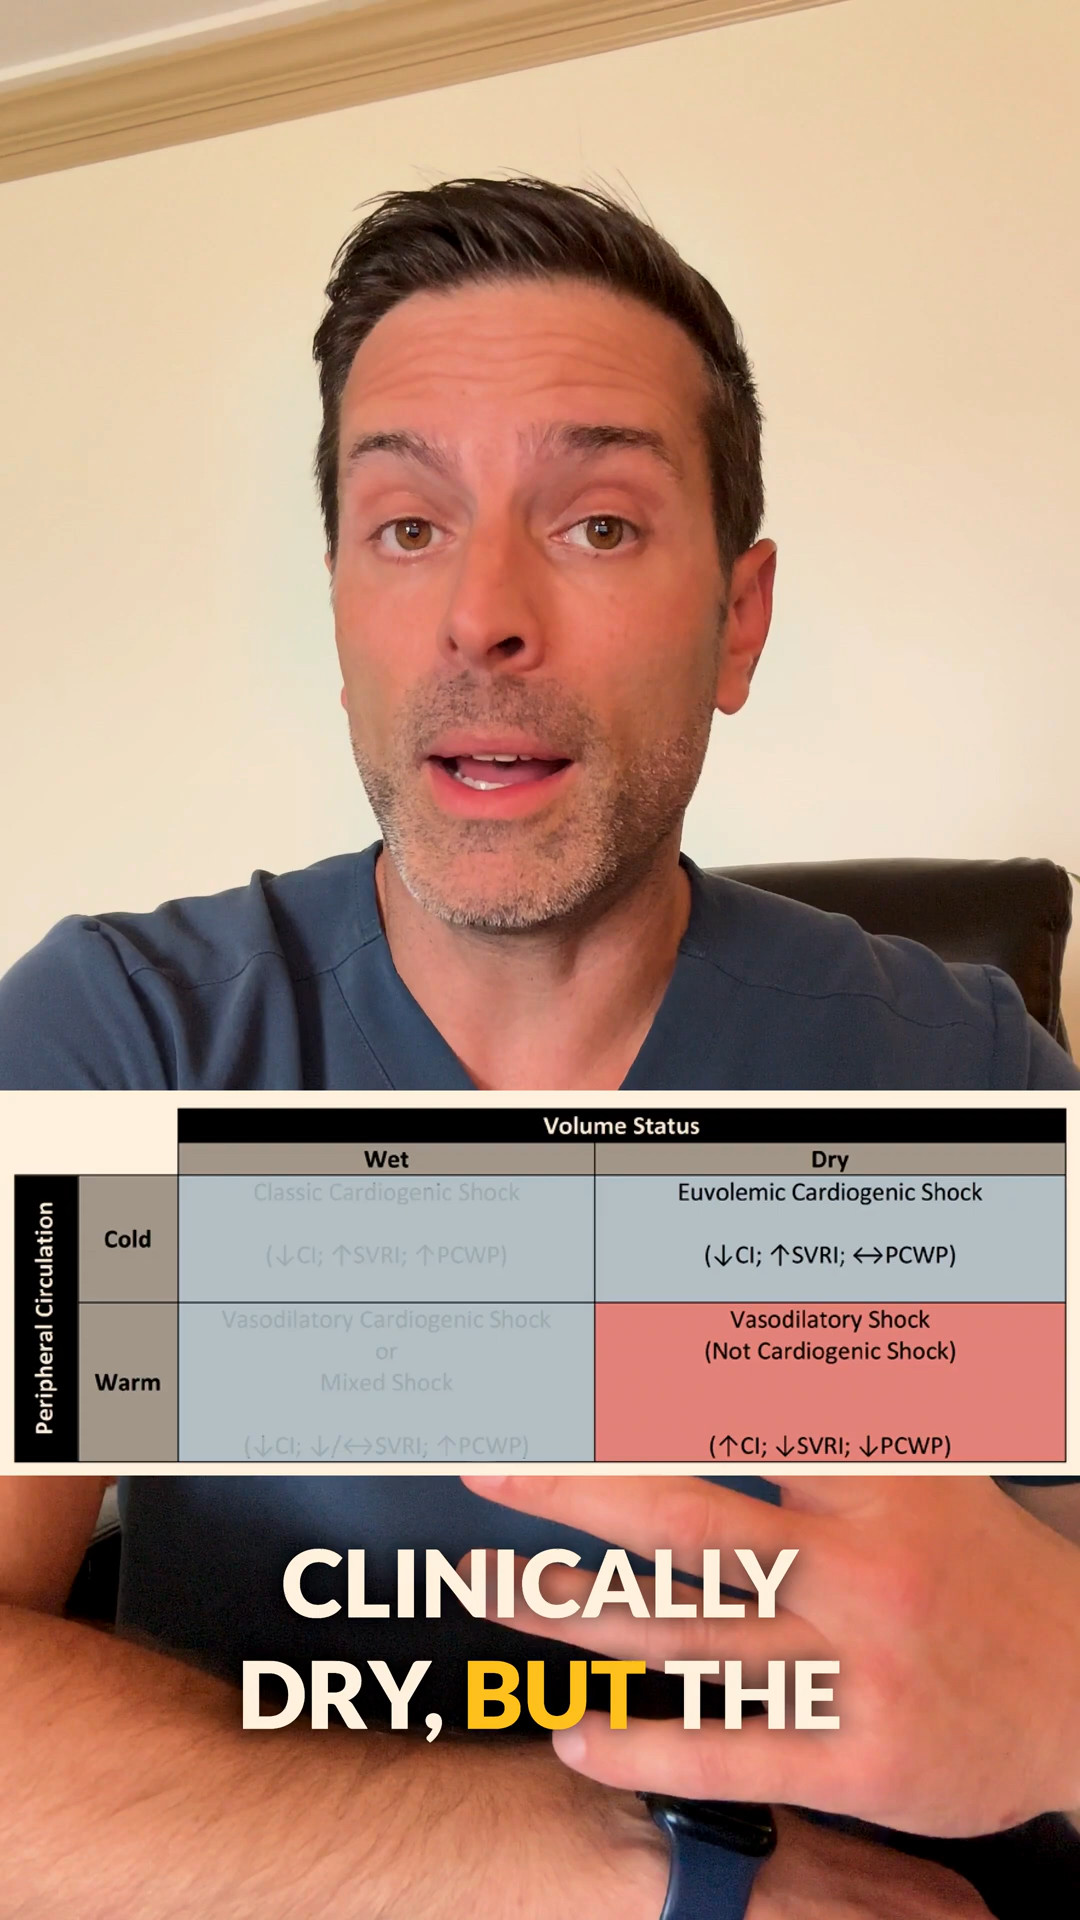 Volume Status
Wet
Dry
Peripheral Circulation
Cold
Classic Cardiogenic Shock
(↓CI; ↑SVRI; ↑PCWP)
Euvolemic Cardiogenic Shock
(↓CI; ↑SVRI; ↔PCWP)
Warm
Vasodilatory Cardiogenic Shock
or
Mixed Shock
(↓CI; ↓/↔SVRI; ↑PCWP)
Vasodilatory Shock
(Not Cardiogenic Shock)
(↑CI; ↓SVRI; ↓PCWP)
CLINICALLY
DRY, BUT THE